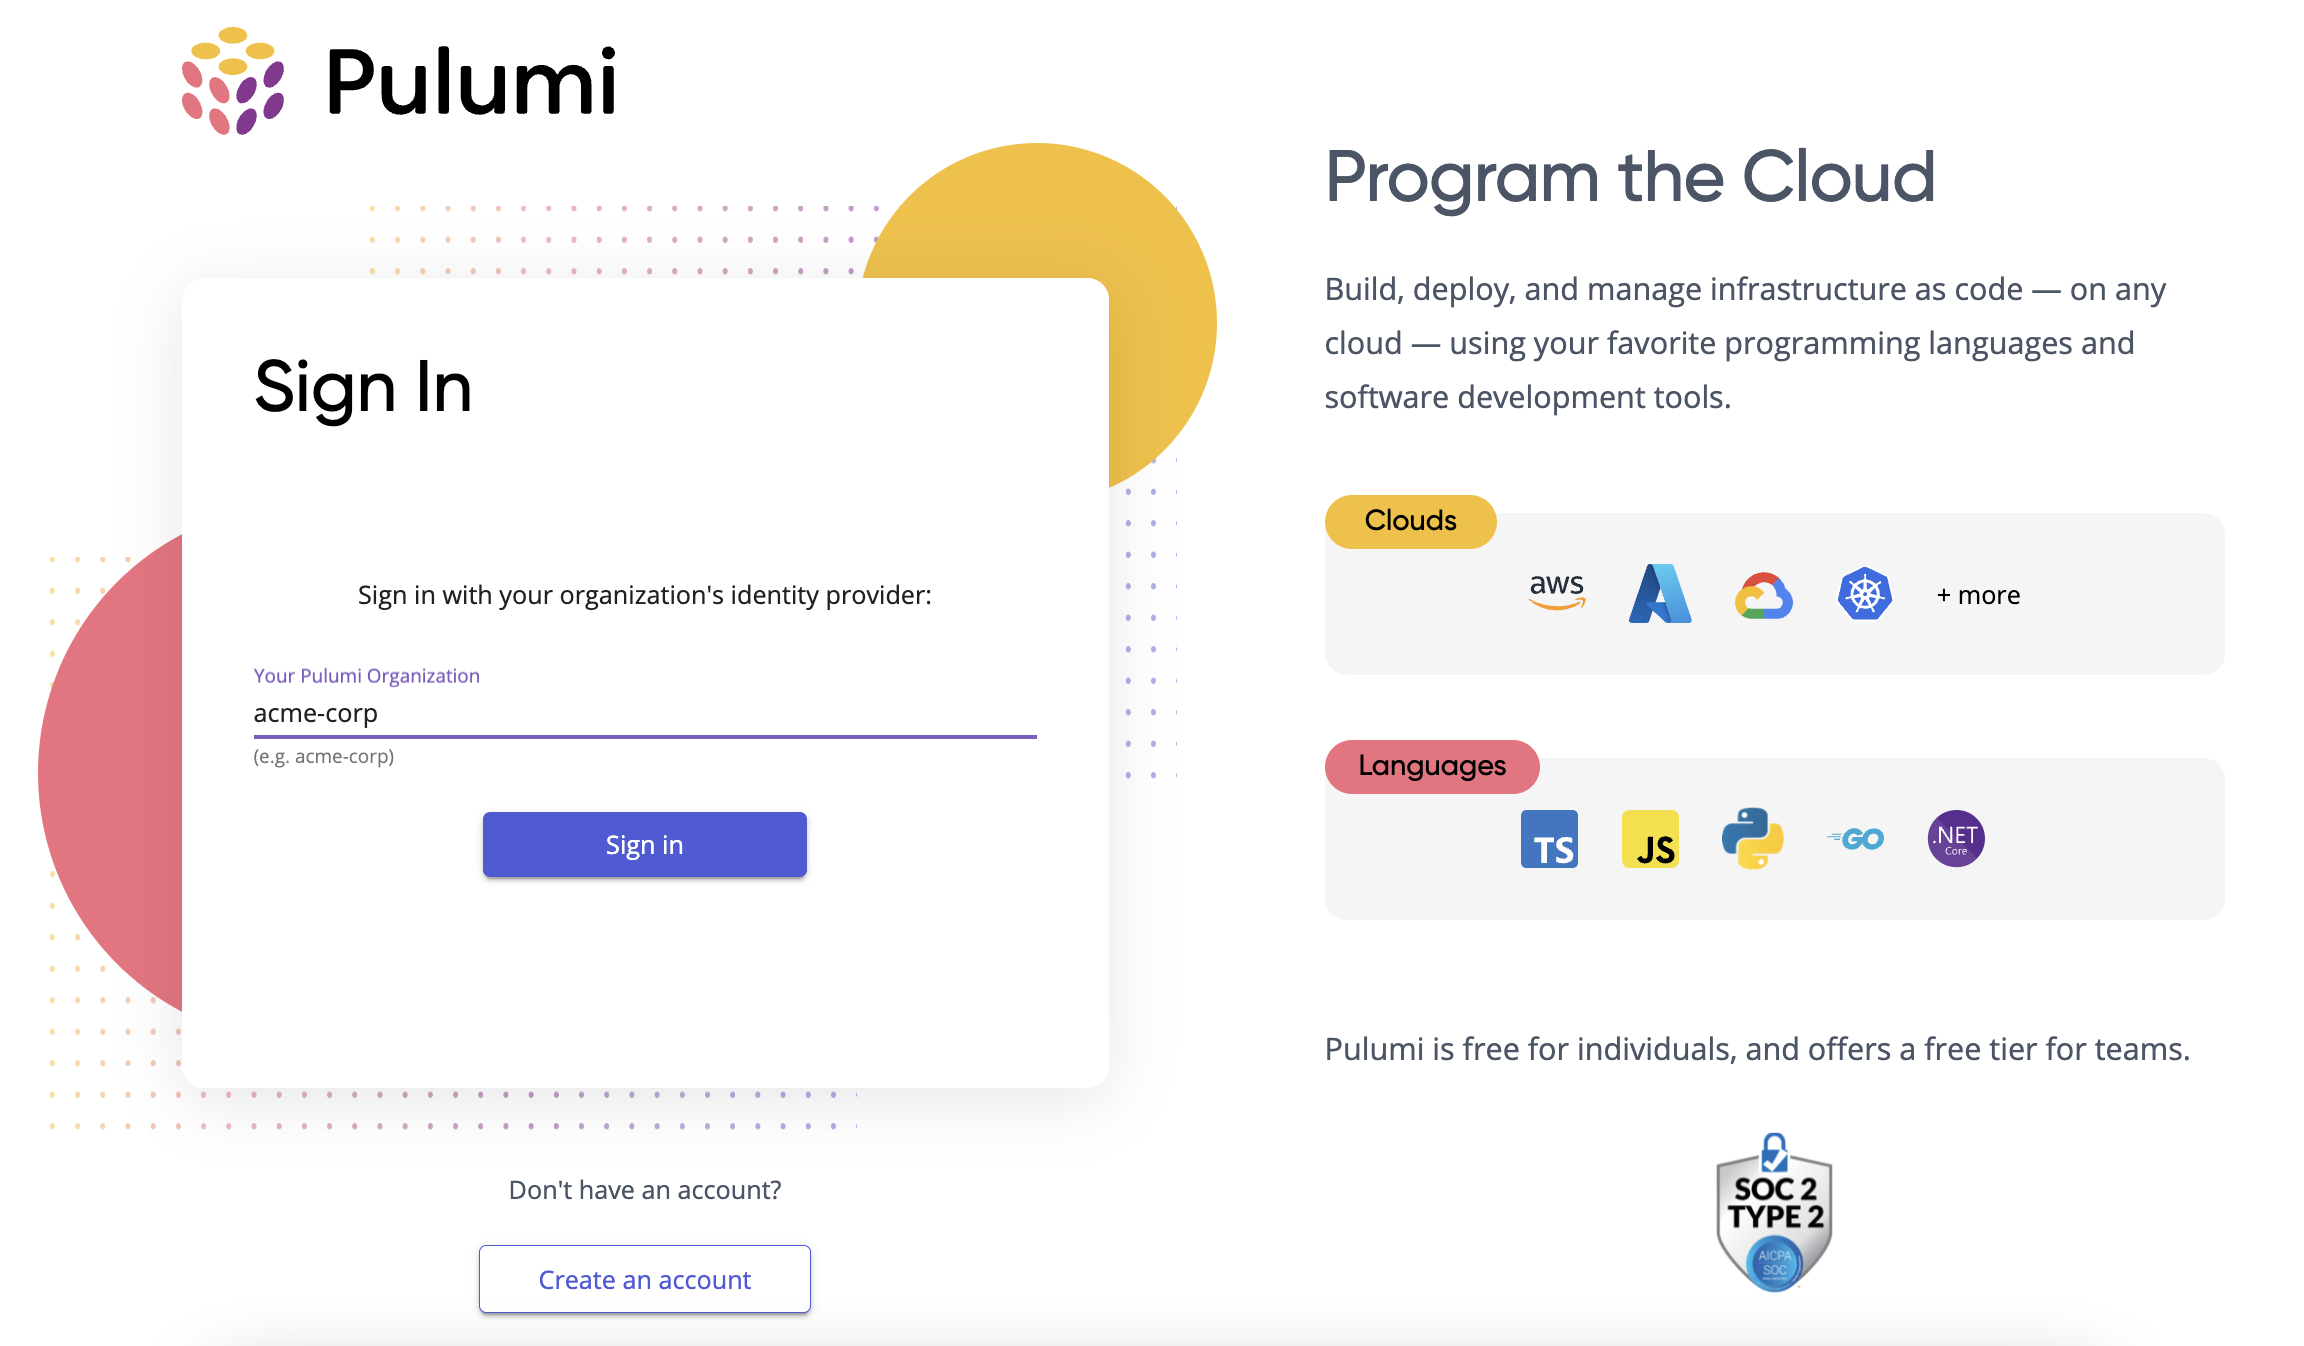 Pulumi
Sign In
Sign in with your organization's identity provider:
Your Pulumi Organization
acme-corp
(e.g. acme-corp)
Sign in
Don't have an account?
Create an account
Program the Cloud
Build, deploy, and manage infrastructure as code — on any
cloud — using your favorite programming languages and
software development tools.
Clouds
aws
+ more
Languages
TS
JS
GO
.NET
Core
Pulumi is free for individuals, and offers a free tier for teams.
SOC 2
TYPE 2
AICPA
SOC